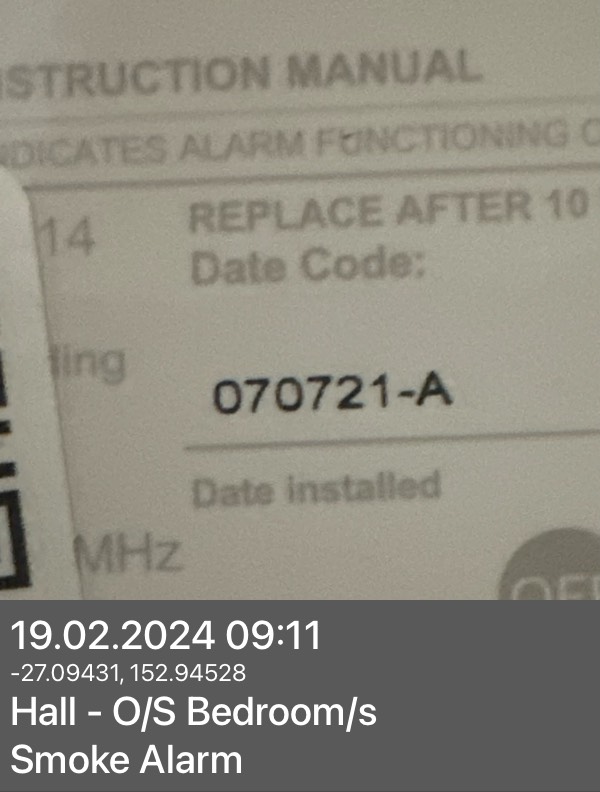 STRUCTION MANUAL
DICATES ALARM FUNCTIONING
14
REPLACE AFTER 10
Date Code:
ling
070721-A
Date installed
MHz
19.02.2024 09:11
-27.09431, 152.94528
Hall - O/S Bedroom/s
Smoke Alarm